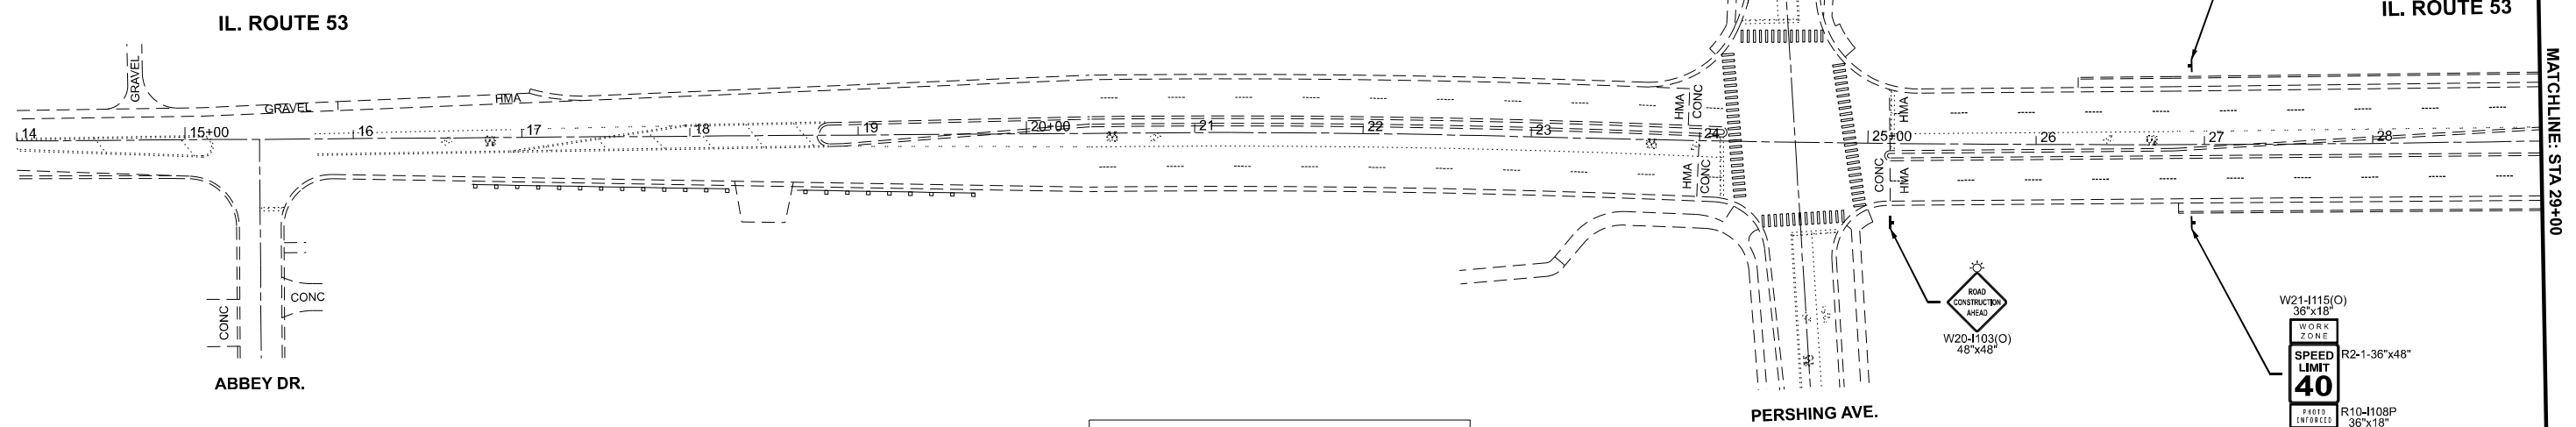 IL. ROUTE 53
IL. ROUTE 53
GRAVEL
GRAVEL
HMA
HMA
CONC
HMA
14
15+00
16
17
18
19
20+00
21
22
23
24
25+00
26
27
28
HMA
CONC
CONC
HMA
MATCHLINE: STA 29+00
CONC
CONC
ABBEY DR.
PERSHING AVE.
ROAD
CONSTRUCTION
AHEAD
W20-I103(O)
48"x48"
W21-I115(O)
36"x18"
WORK
ZONE
SPEED
LIMIT
40
R2-1-36"x48"
PHOTO
ENFORCED
R10-I108P
36"x18"